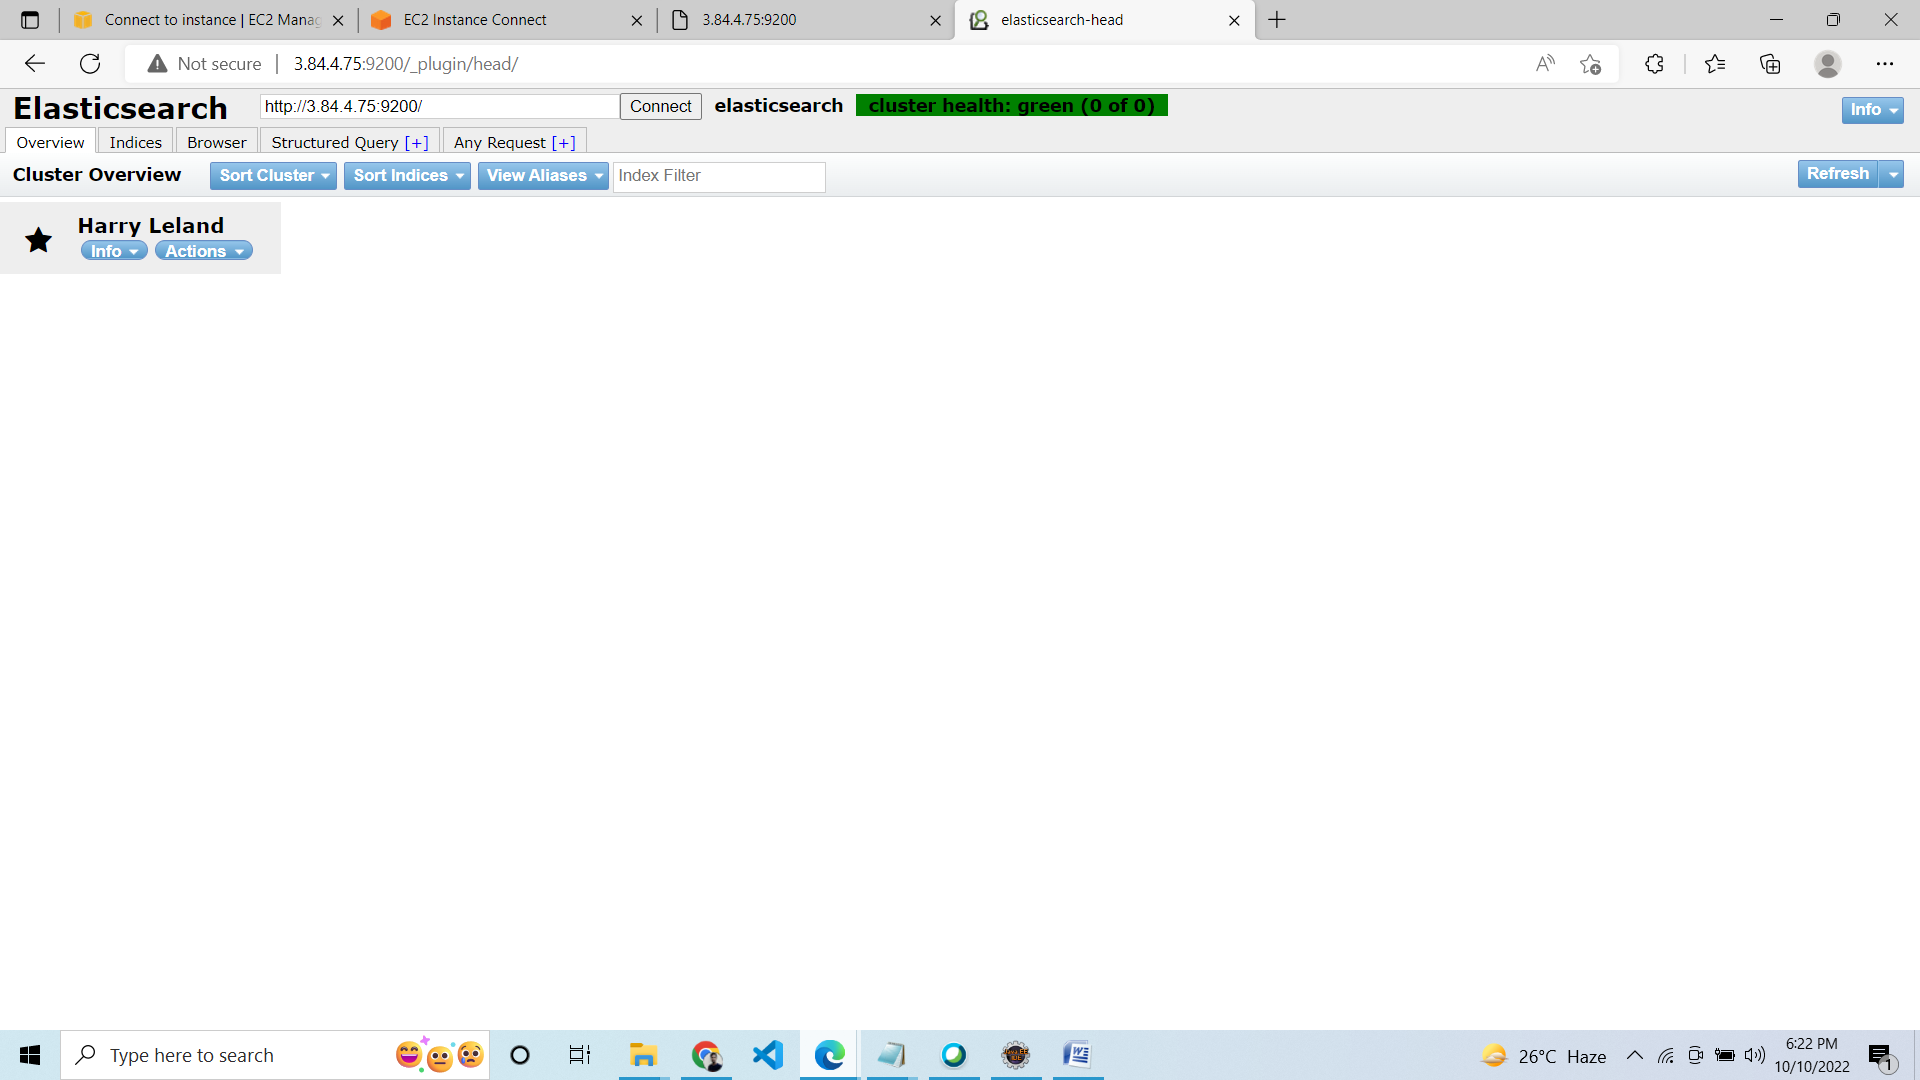 Connect to instance | EC2 Manag
EC2 Instance Connect
3.84.4.75:9200
elasticsearch-head
Not secure
3.84.4.75:9200/_plugin/head/
Elasticsearch
http://3.84.4.75:9200/
Connect
elasticsearch
cluster health: green (0 of 0)
Info
Overview
Indices
Browser
Structured Query [+]
Any Request [+]
Cluster Overview
Sort Cluster
Sort Indices
View Aliases
Index Filter
Refresh
Harry Leland
Info
Actions
Type here to search
26°C Haze
6:22 PM
10/10/2022
1